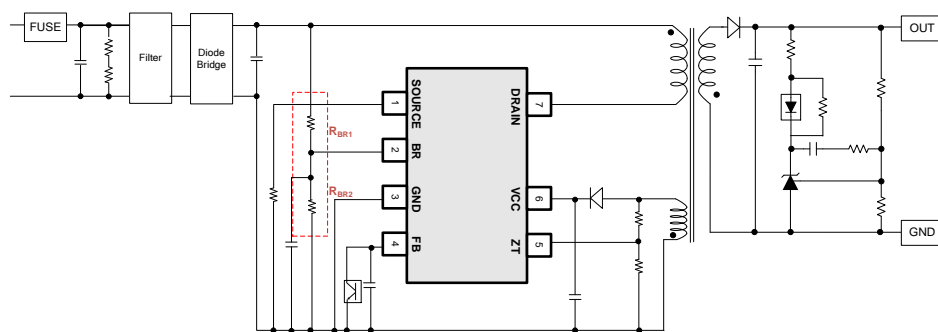 FUSE
Filter
Diode
Bridge
OUT
SOURCE
1
DRAIN
7
RBR1
BR
2
RBR2
GND
3
VCC
6
FB
4
ZT
5
GND